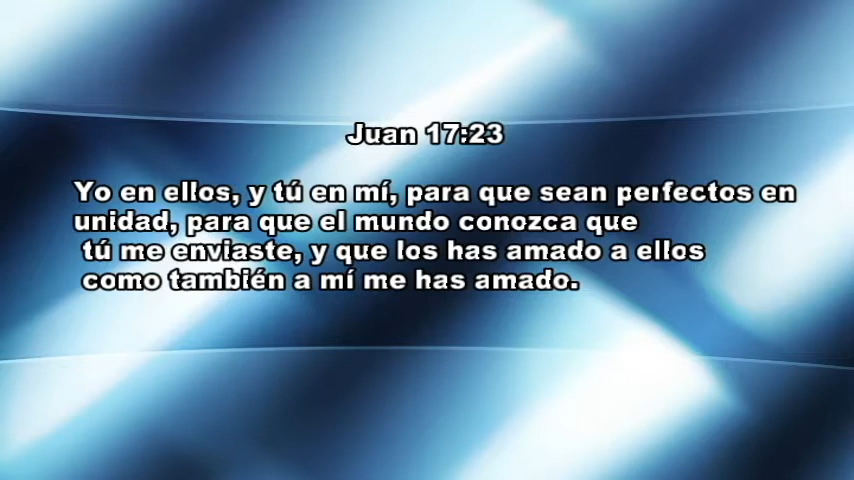 Juan 17:23
Yo en ellos, y tú en mí, para que sean perfectos en
unidad, para que el mundo conozca que
tú me enviaste, y que los has amado a ellos
como también a mí me has amado.